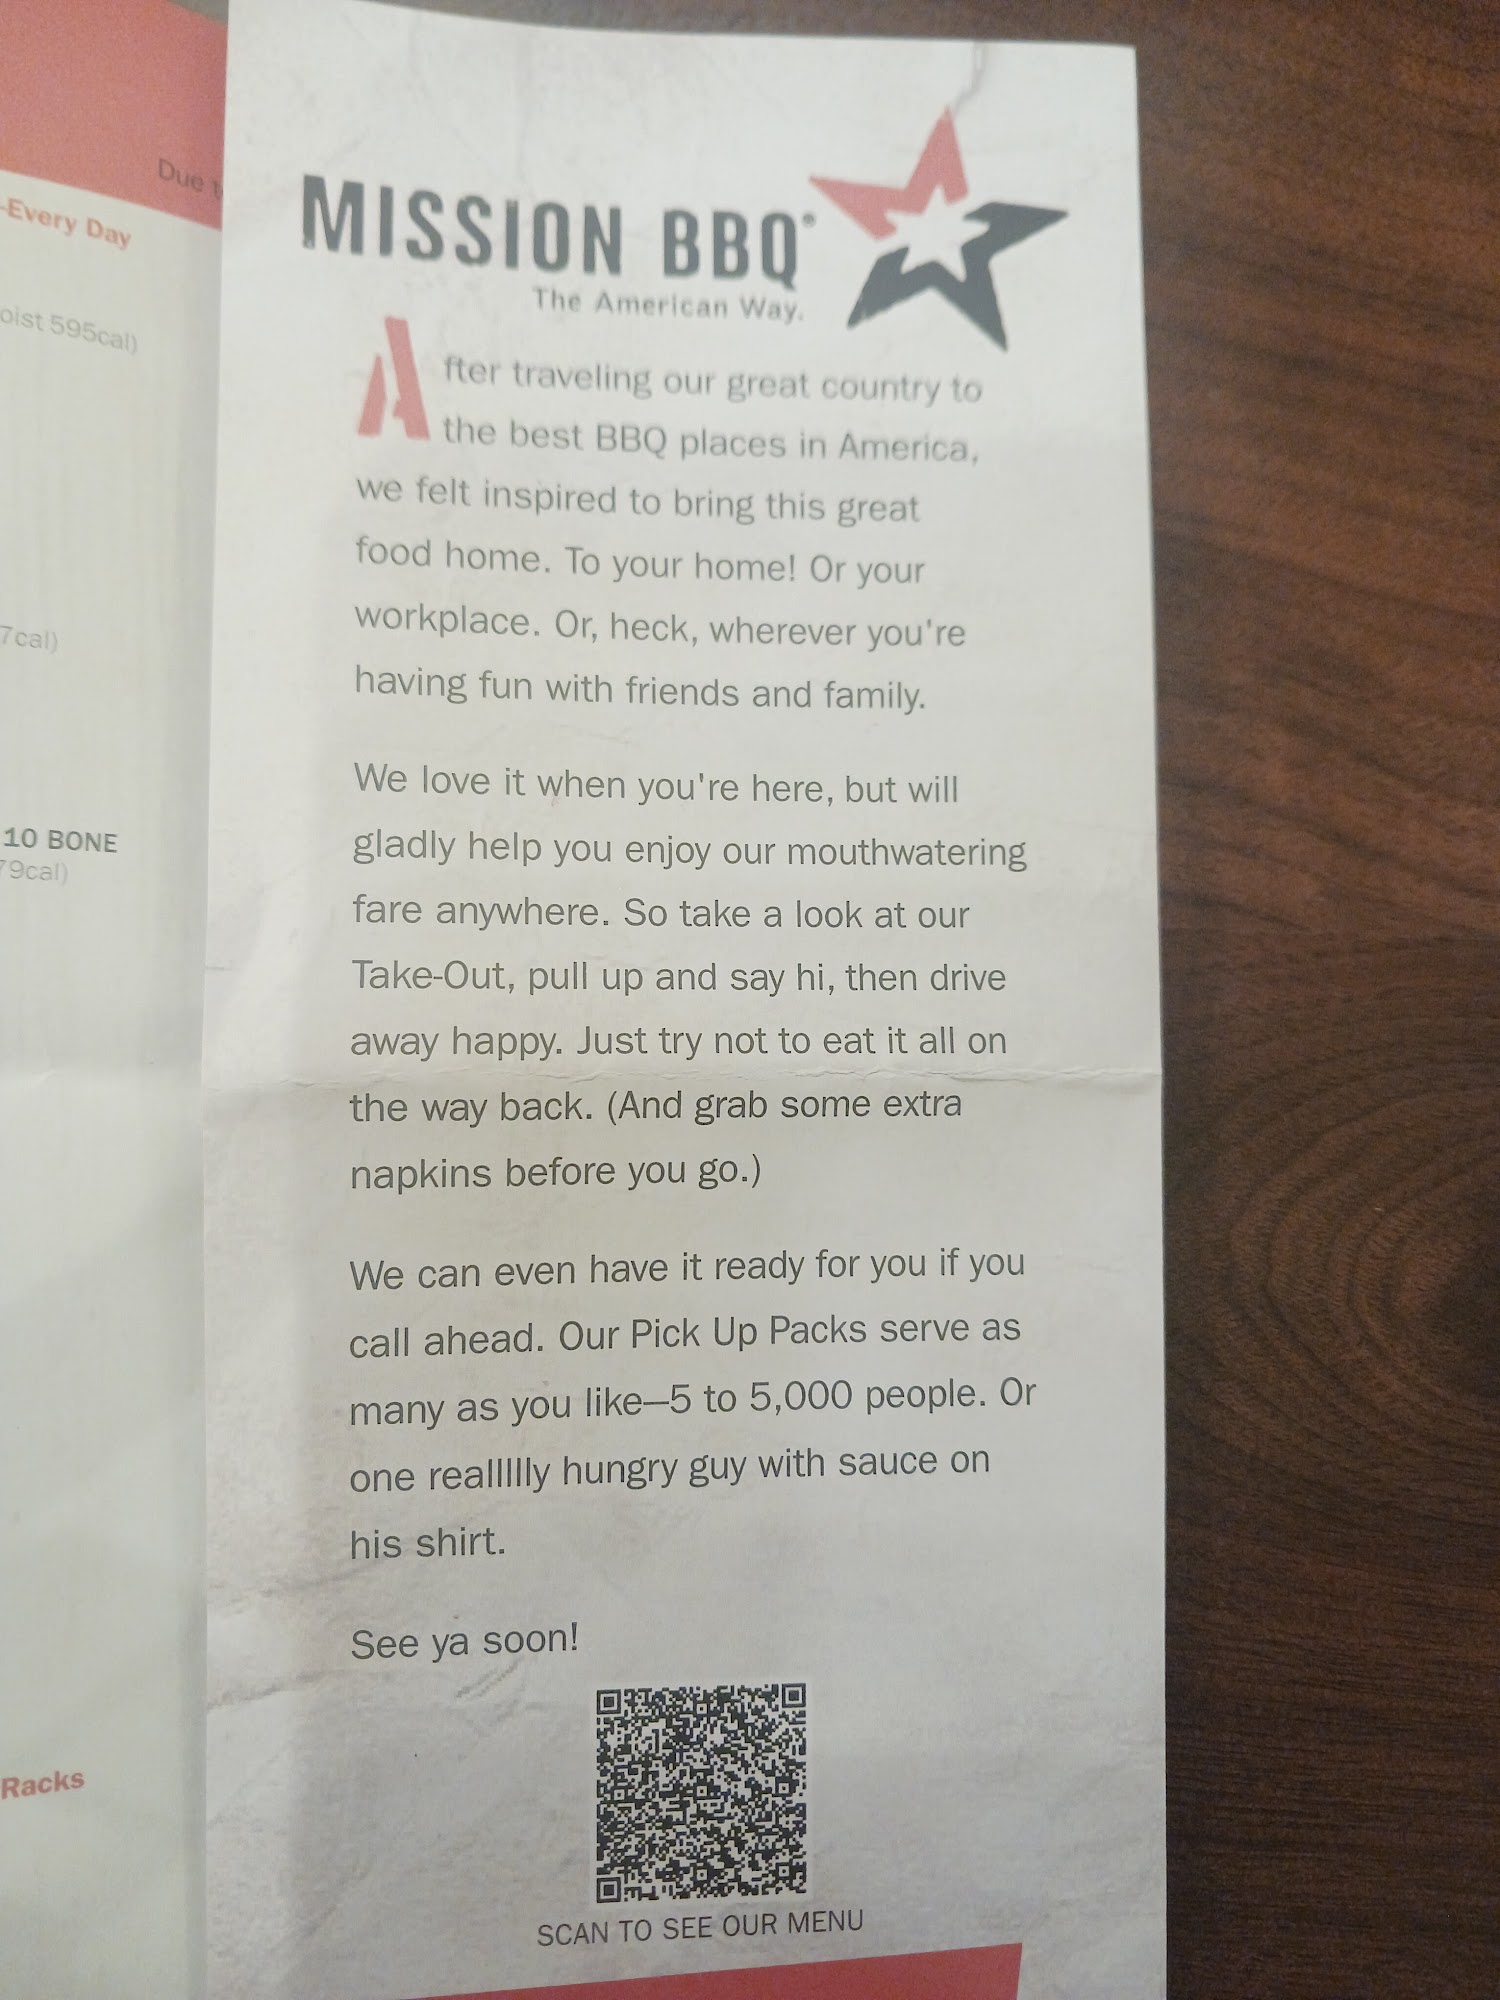 Due
-Every Day
oist 595cal)
7cal)
10 BONE
79cal)
Racks
MISSION BBQ®
The American Way.
After traveling our great country to
the best BBQ places in America,
we felt inspired to bring this great
food home. To your home! Or your
workplace. Or, heck, wherever you're
having fun with friends and family.
We love it when you're here, but will
gladly help you enjoy our mouthwatering
fare anywhere. So take a look at our
Take-Out, pull up and say hi, then drive
away happy. Just try not to eat it all on
the way back. (And grab some extra
napkins before you go.)
We can even have it ready for you if you
call ahead. Our Pick Up Packs serve as
many as you like—5 to 5,000 people. Or
one reallllly hungry guy with sauce on
his shirt.
See ya soon!
SCAN TO SEE OUR MENU